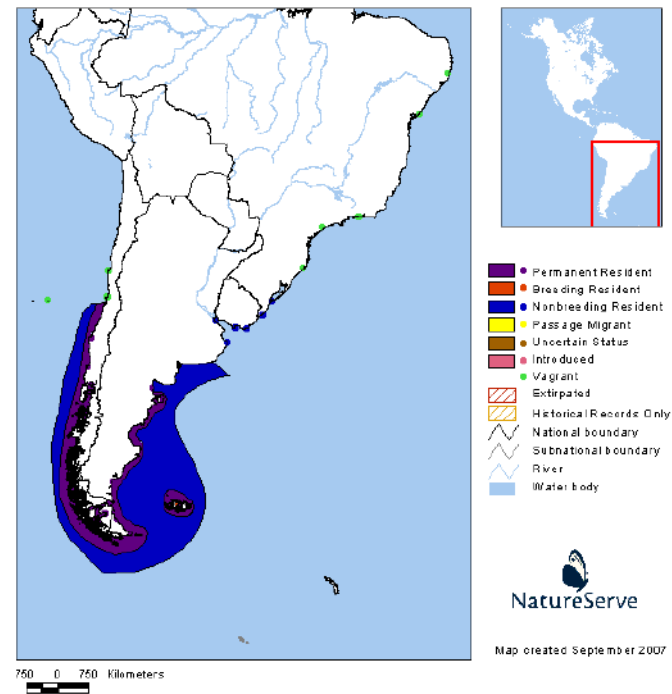 Permanent Resident
Breeding Resident
Nonbreeding Resident
Passage Migrant
Uncertain Status
Introduced
Vagrant
Extirpated
Historical Records Only
National boundary
Subnational boundary
River
Water body
NatureServe
Map created September 2007
750 0 750 Kilometers